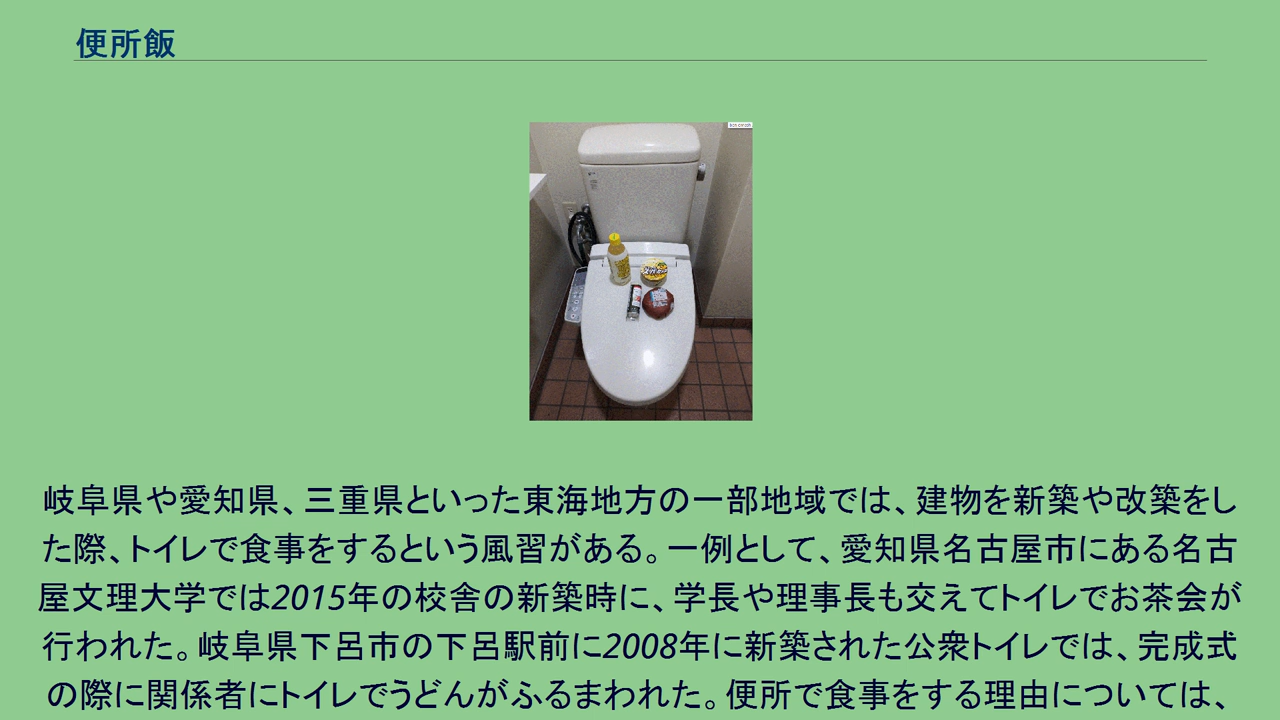 便所飯
岐阜県や愛知県、三重県といった東海地方の一部地域では、建物を新築や改築をし
た際、トイレで食事をするという風習がある。一例として、愛知県名古屋市にある名古
屋文理大学では2015年の校舎の新築時に、学長や理事長も交えてトイレでお茶会が
行われた。岐阜県下呂市の下呂駅前に2008年に新築された公衆トイレでは、完成式
の際に関係者にトイレでうどんがふるまわれた。便所で食事をする理由については、